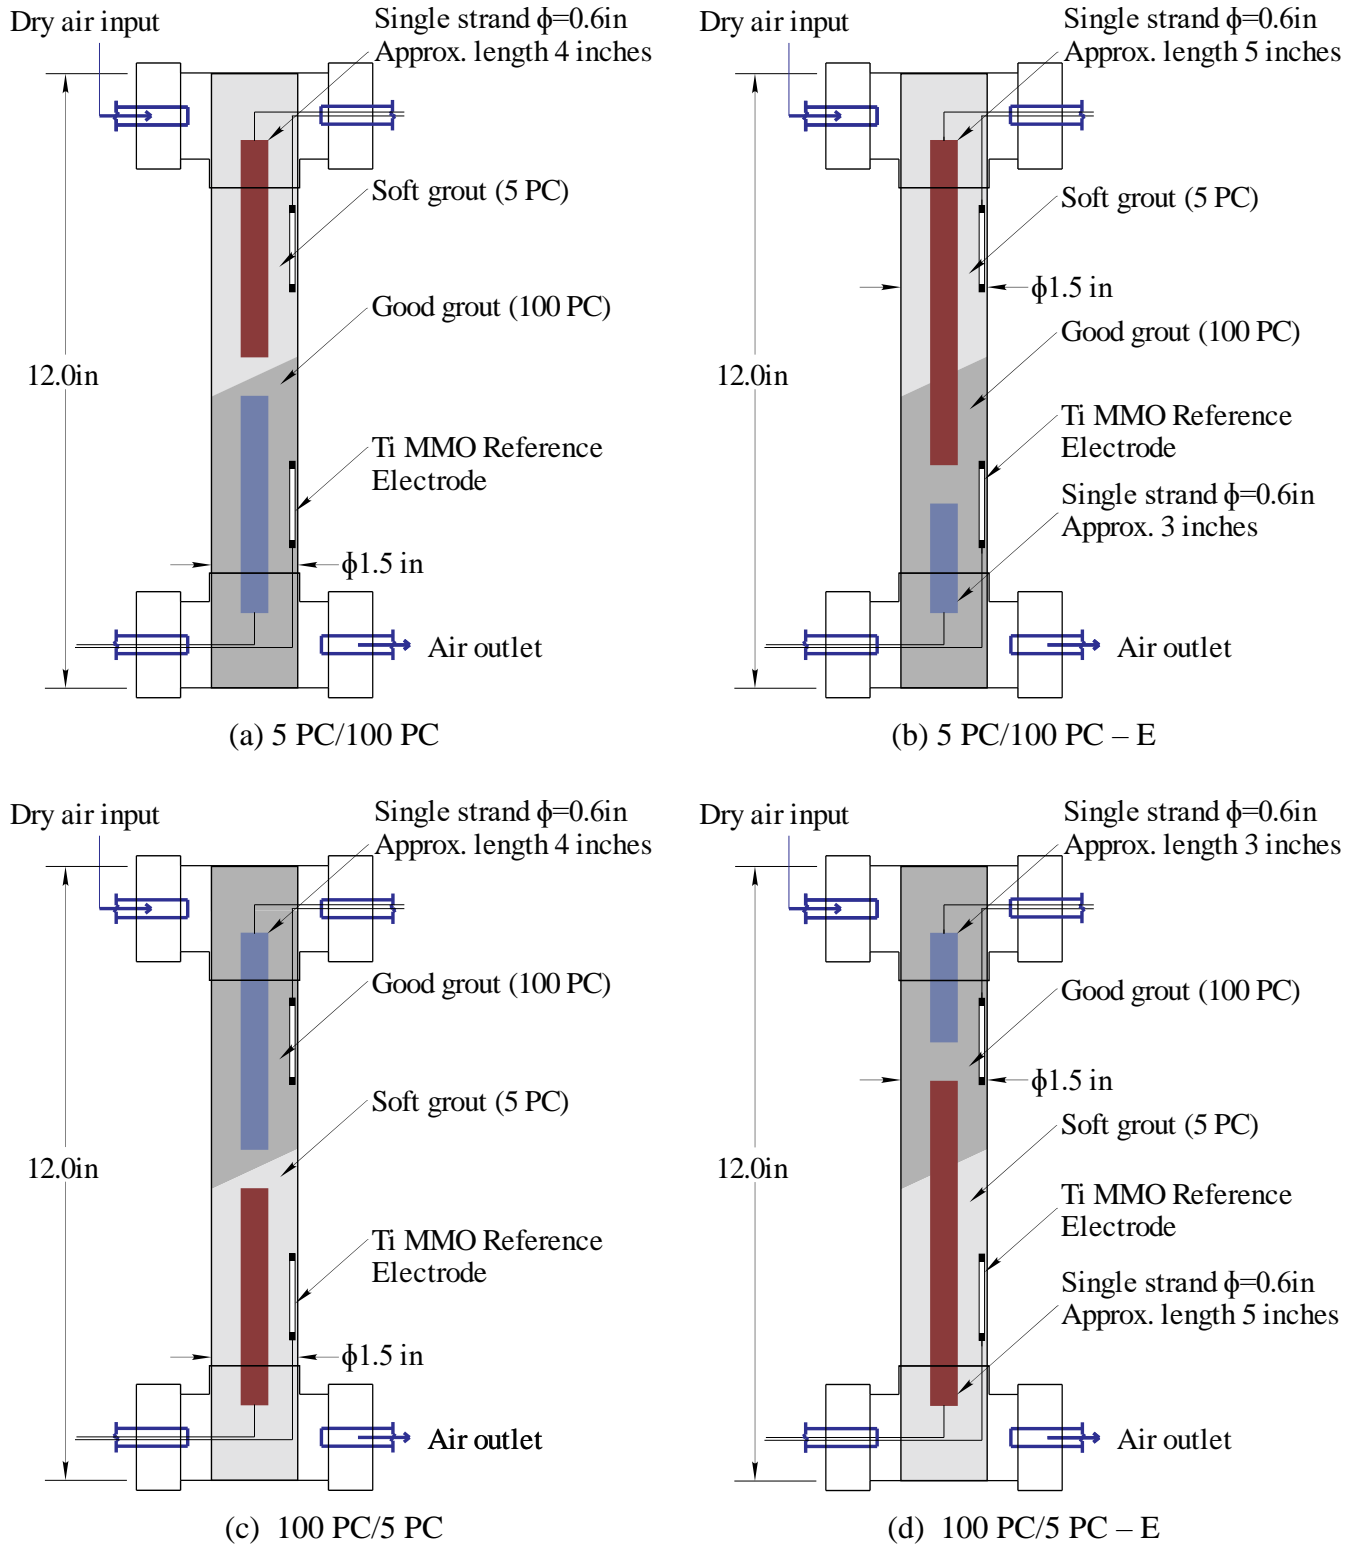 Dry air input
Single strand ϕ=0.6in
Approx. length 4 inches
Soft grout (5 PC)
Good grout (100 PC)
12.0in
Ti MMO Reference
Electrode
ϕ1.5 in
Air outlet
(a) 5 PC/100 PC
Dry air input
Single strand ϕ=0.6in
Approx. length 5 inches
Soft grout (5 PC)
ϕ1.5 in
Good grout (100 PC)
12.0in
Ti MMO Reference
Electrode
Single strand ϕ=0.6in
Approx. 3 inches
Air outlet
(b) 5 PC/100 PC – E
Dry air input
Single strand ϕ=0.6in
Approx. length 4 inches
Good grout (100 PC)
Soft grout (5 PC)
12.0in
Ti MMO Reference
Electrode
ϕ1.5 in
Air outlet
(c) 100 PC/5 PC
Dry air input
Single strand ϕ=0.6in
Approx. length 3 inches
Good grout (100 PC)
ϕ1.5 in
Soft grout (5 PC)
12.0in
Ti MMO Reference
Electrode
Single strand ϕ=0.6in
Approx. length 5 inches
Air outlet
(d) 100 PC/5 PC – E